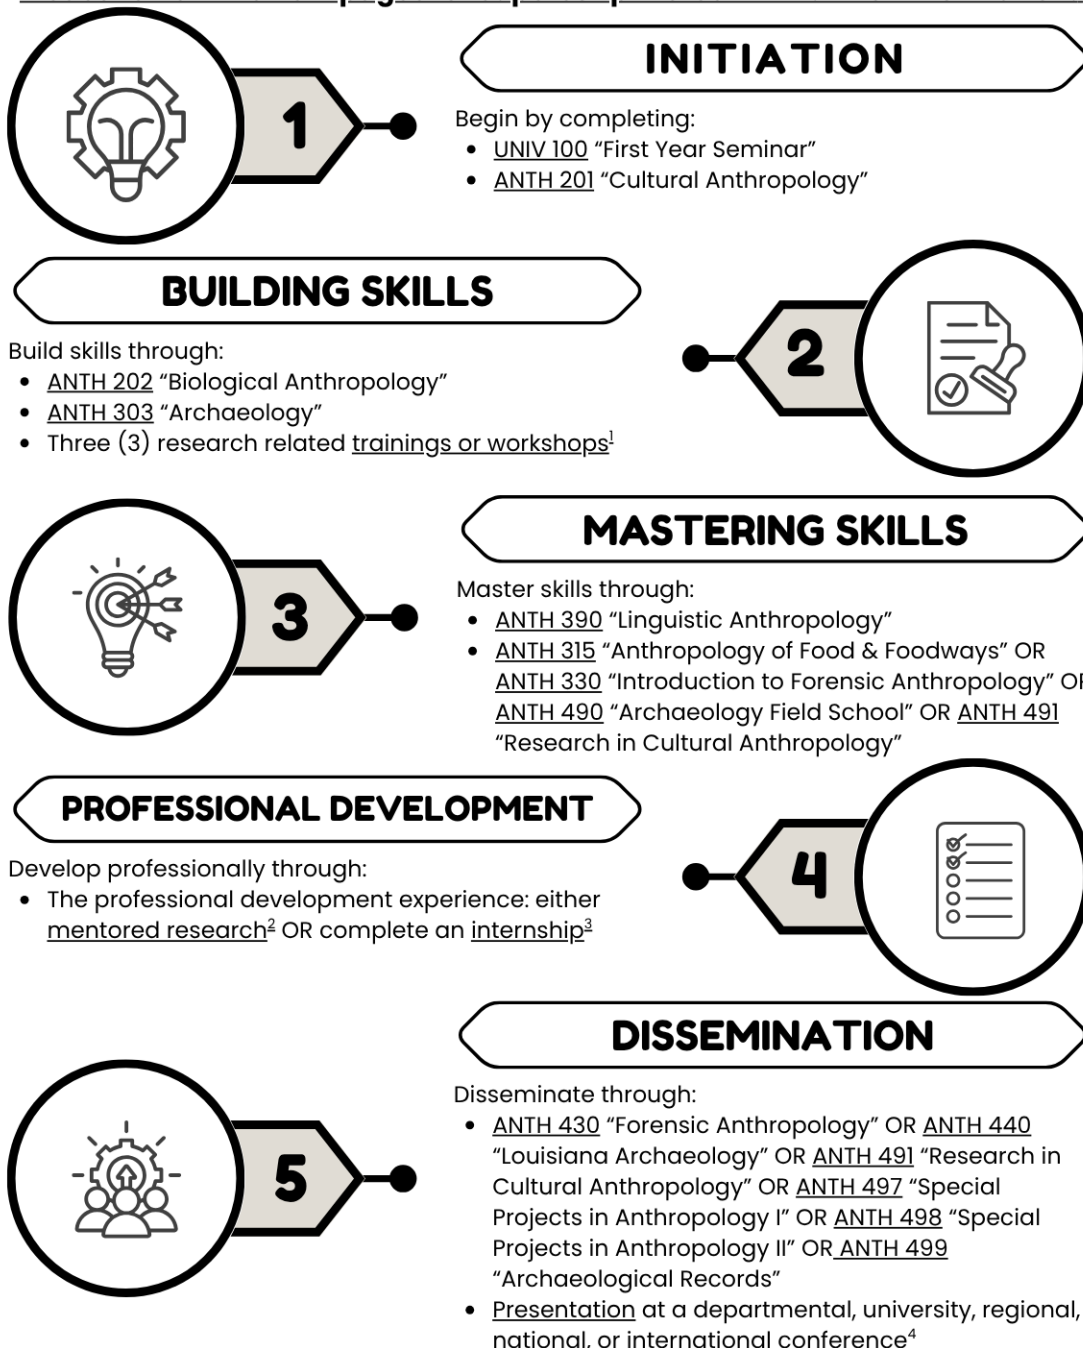 1
INITIATION
Begin by completing:
• UNIV 100 “First Year Seminar”
• ANTH 201 “Cultural Anthropology”
BUILDING SKILLS
2
Build skills through:
• ANTH 202 “Biological Anthropology”
• ANTH 303 “Archaeology”
• Three (3) research related trainings or workshops¹
3
MASTERING SKILLS
Master skills through:
• ANTH 390 “Linguistic Anthropology”
• ANTH 315 “Anthropology of Food & Foodways” OR
ANTH 330 “Introduction to Forensic Anthropology” OR
ANTH 490 “Archaeology Field School” OR ANTH 491
“Research in Cultural Anthropology”
PROFESSIONAL DEVELOPMENT
4
Develop professionally through:
• The professional development experience: either
mentored research² OR complete an internship³
5
DISSEMINATION
Disseminate through:
• ANTH 430 “Forensic Anthropology” OR ANTH 440
“Louisiana Archaeology” OR ANTH 491 “Research in
Cultural Anthropology” OR ANTH 497 “Special
Projects in Anthropology I” OR ANTH 498 “Special
Projects in Anthropology II” OR ANTH 499
“Archaeological Records”
• Presentation at a departmental, university, regional,
national, or international conference⁴